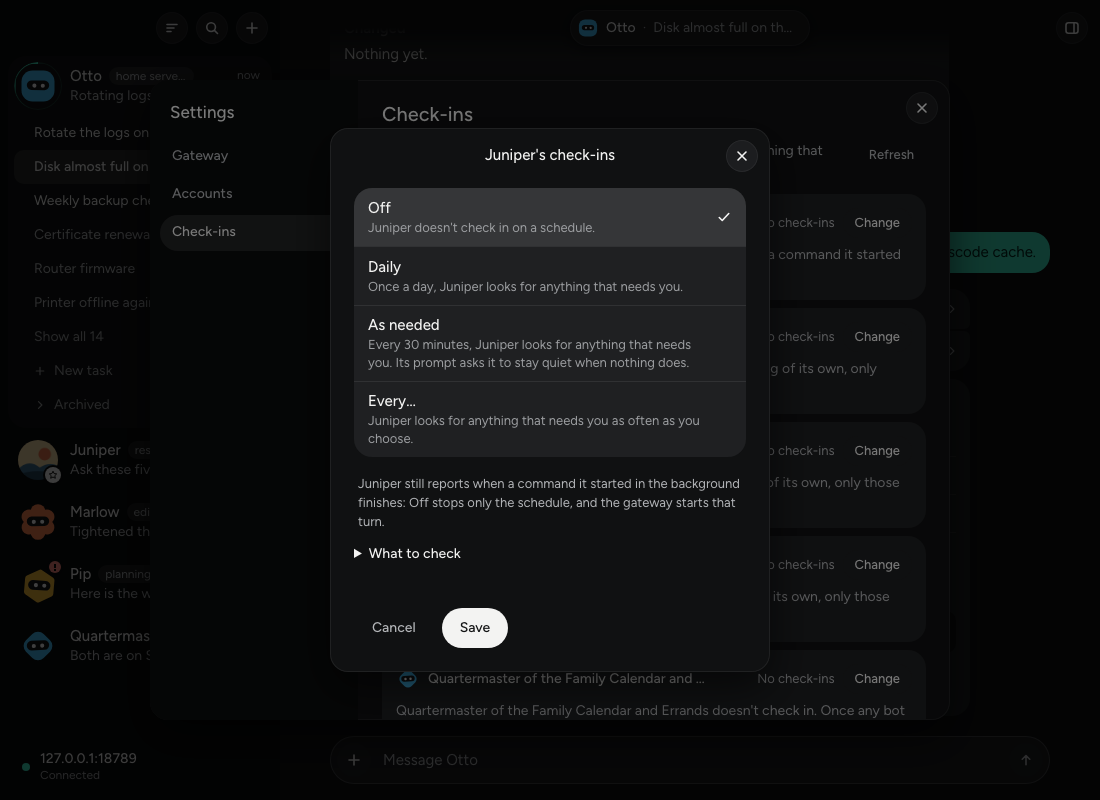 Otto · Disk almost full on th…
Nothing yet.
Otto home serve… now
Rotating logs
Rotate the logs on
Disk almost full on
Weekly backup che
Certificate renewa
Router firmware
Printer offline again
Show all 14
New task
Archived
Juniper res
Ask these fiv
Marlow edi
Tightened th
Pip planning
Here is the w
Quartermas
Both are on S
127.0.0.1:18789
Connected
Settings
Gateway
Accounts
Check-ins
Check-ins
hing that
Refresh
o check-ins Change
a command it started
scode cache.
o check-ins Change
g of its own, only
o check-ins Change
of its own, only those
o check-ins Change
its own, only those
Quartermaster of the Family Calendar and … No check-ins Change
Quartermaster of the Family Calendar and Errands doesn't check in. Once any bot
Message Otto
Juniper's check-ins
Off
Juniper doesn't check in on a schedule.
Daily
Once a day, Juniper looks for anything that needs you.
As needed
Every 30 minutes, Juniper looks for anything that needs
you. Its prompt asks it to stay quiet when nothing does.
Every…
Juniper looks for anything that needs you as often as you
choose.
Juniper still reports when a command it started in the background
finishes: Off stops only the schedule, and the gateway starts that
turn.
What to check
Cancel Save